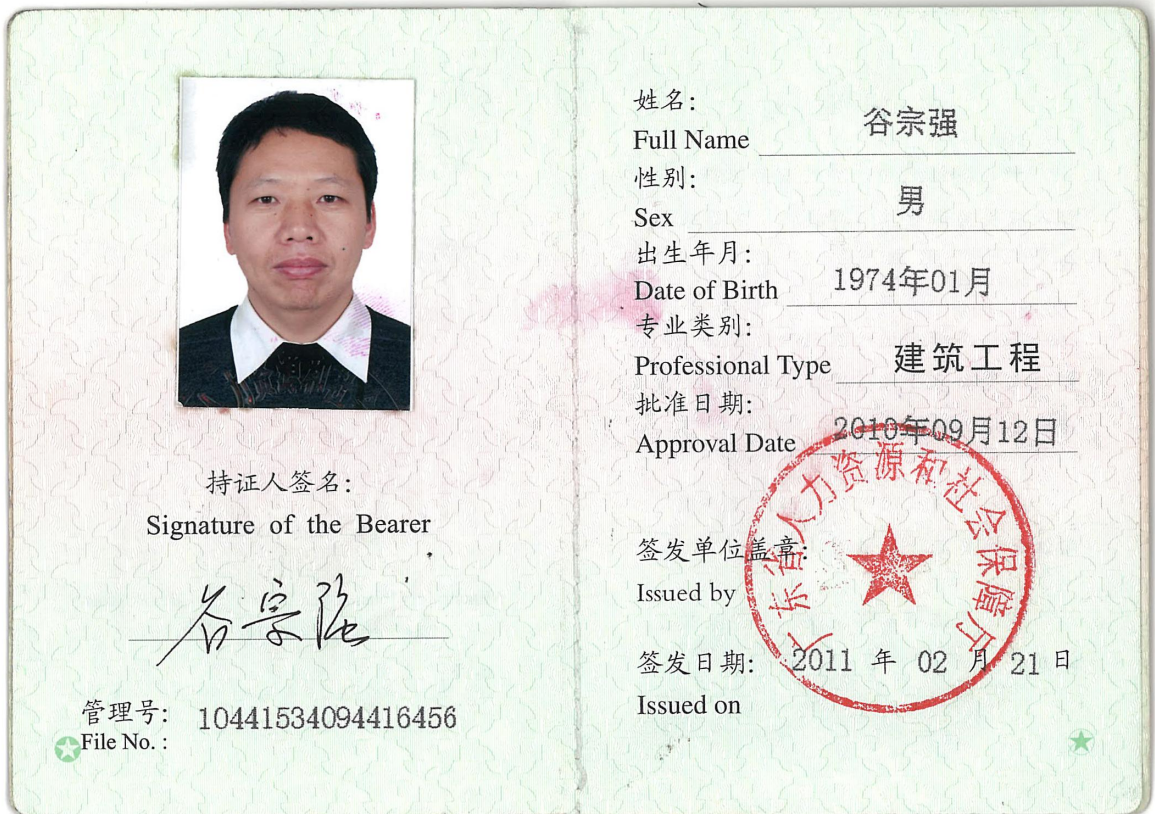 持证人签名:
Signature of the Bearer
谷宗强
管理号: 10441534094416456
File No. :
姓名: 谷宗强
Full Name
性别: 男
Sex
出生年月: 1974年01月
Date of Birth
专业类别: 建筑工程
Professional Type
批准日期: 2010年09月12日
Approval Date
签发单位盖章:
Issued by
广东省人力资源和社会保障厅
签发日期: 2011 年 02 月 21 日
Issued on